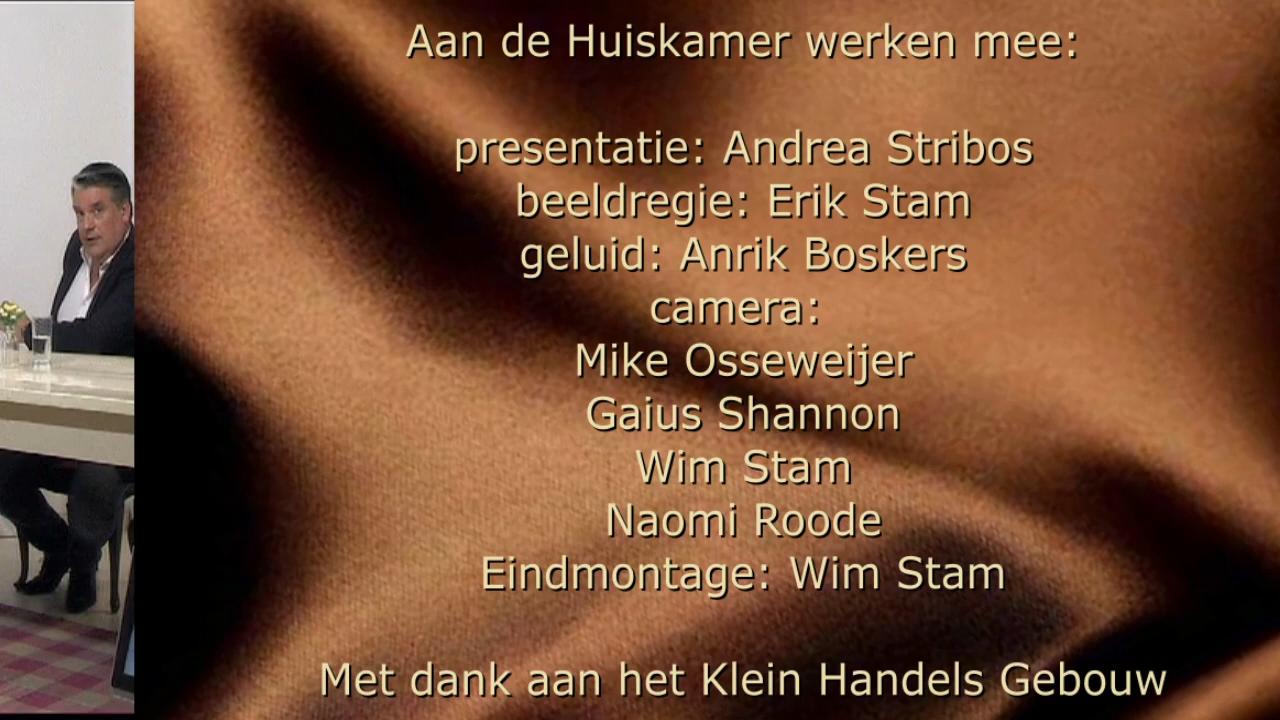 Aan de Huiskamer werken mee:
presentatie: Andrea Stribos
beeldregie: Erik Stam
geluid: Anrik Boskers
camera:
Mike Osseweijer
Gaius Shannon
Wim Stam
Naomi Roode
Eindmontage: Wim Stam
Met dank aan het Klein Handels Gebouw